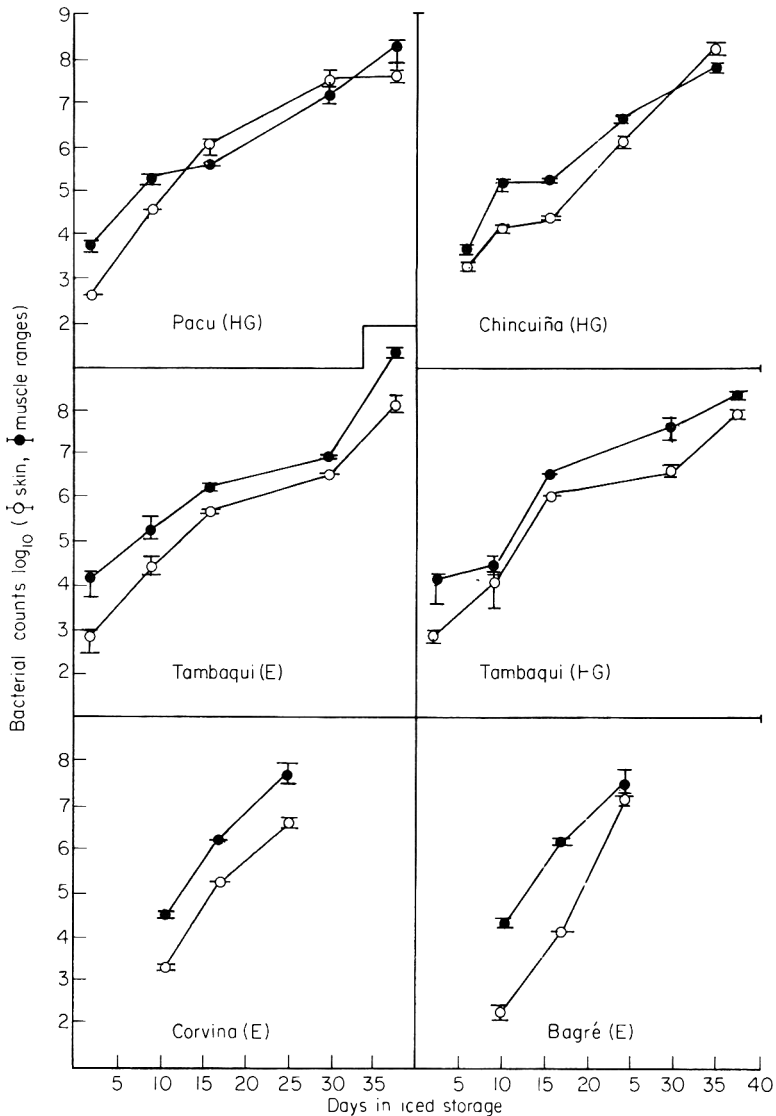 9
8
7
6
5
4
3
2
Pacu (HG)
Chincuiña (HG)
8
7
6
5
4
3
2
Tambaqui (E)
Tambaqui (HG)
8
7
6
5
4
3
2
Corvina (E)
Bagré (E)
5 10 15 20 25 30 35 5 10 15 20 25 30 35 40
Days in iced storage
Bacterial counts log10 ( skin, muscle ranges)